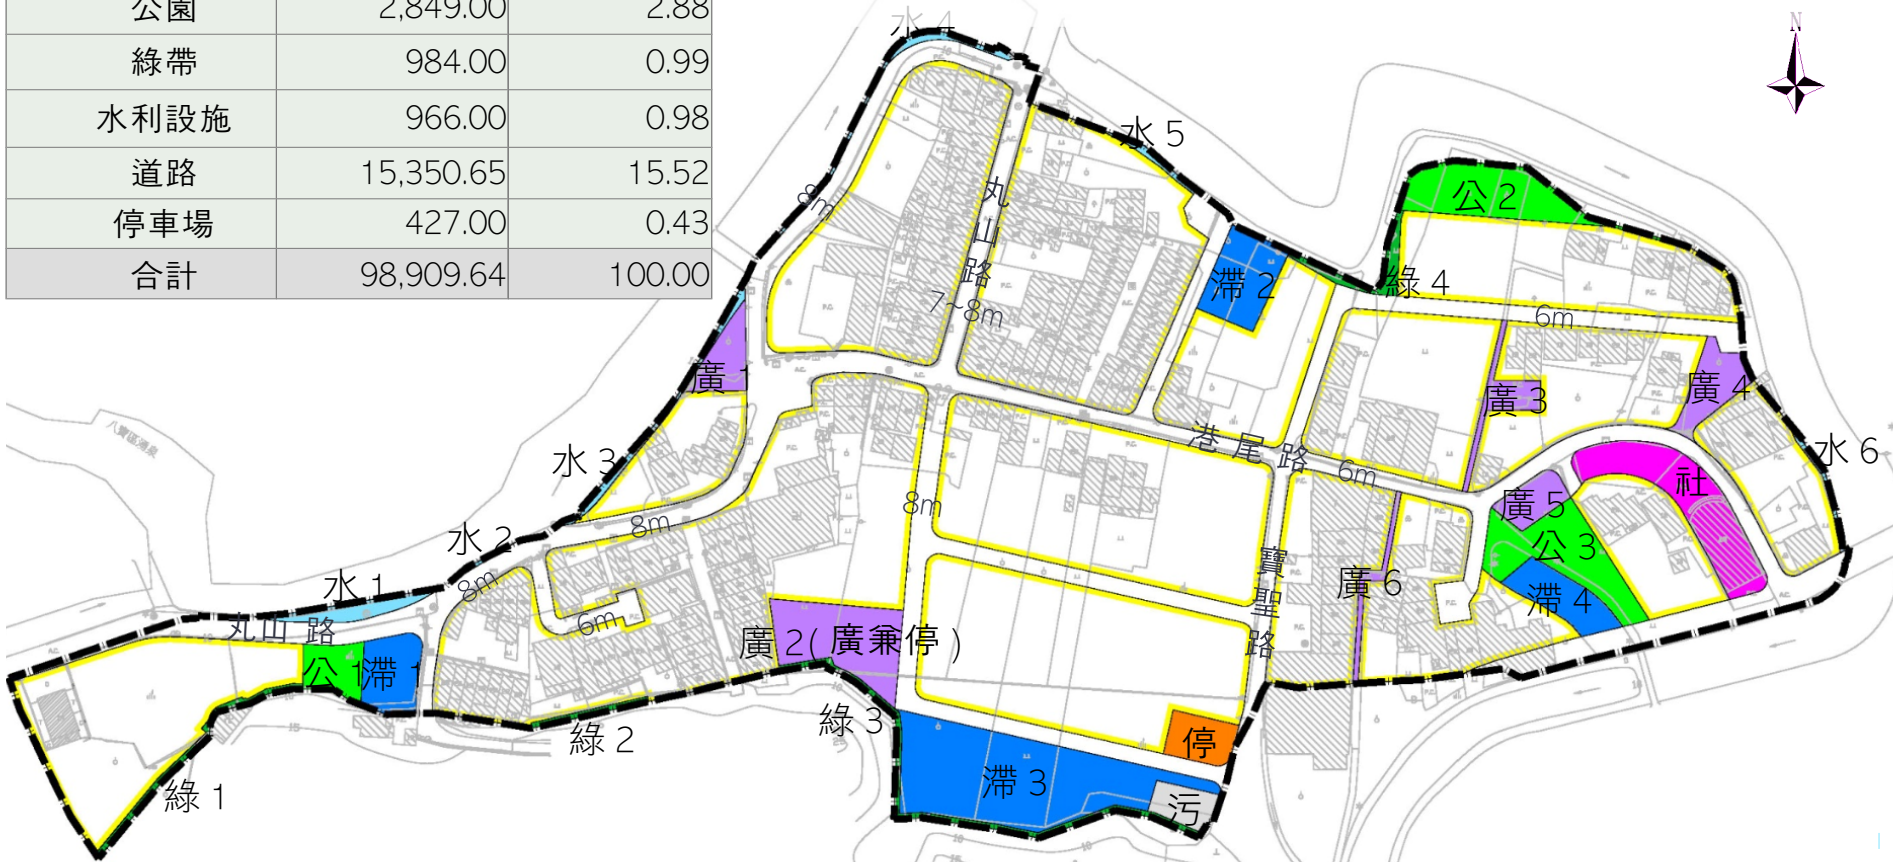 公園 2,849.00 2.88
綠帶 984.00 0.99
水利設施 966.00 0.98
道路 15,350.65 15.52
停車場 427.00 0.43
合計 98,909.64 100.00
N
水 4
水 5
8m
丸山路
7~8m
公 2
滯 2
綠 4
6m
廣 1
廣 3
廣 4
水 3
港尾路
6m
水 6
社
8m
廣 5
水 2
8m
公 3
水 1
8m
寶聖路
廣 6
滯 4
丸山路
6m
廣 2(廣兼停)
公 1
滯 1
綠 3
綠 2
停
綠 1
滯 3
污